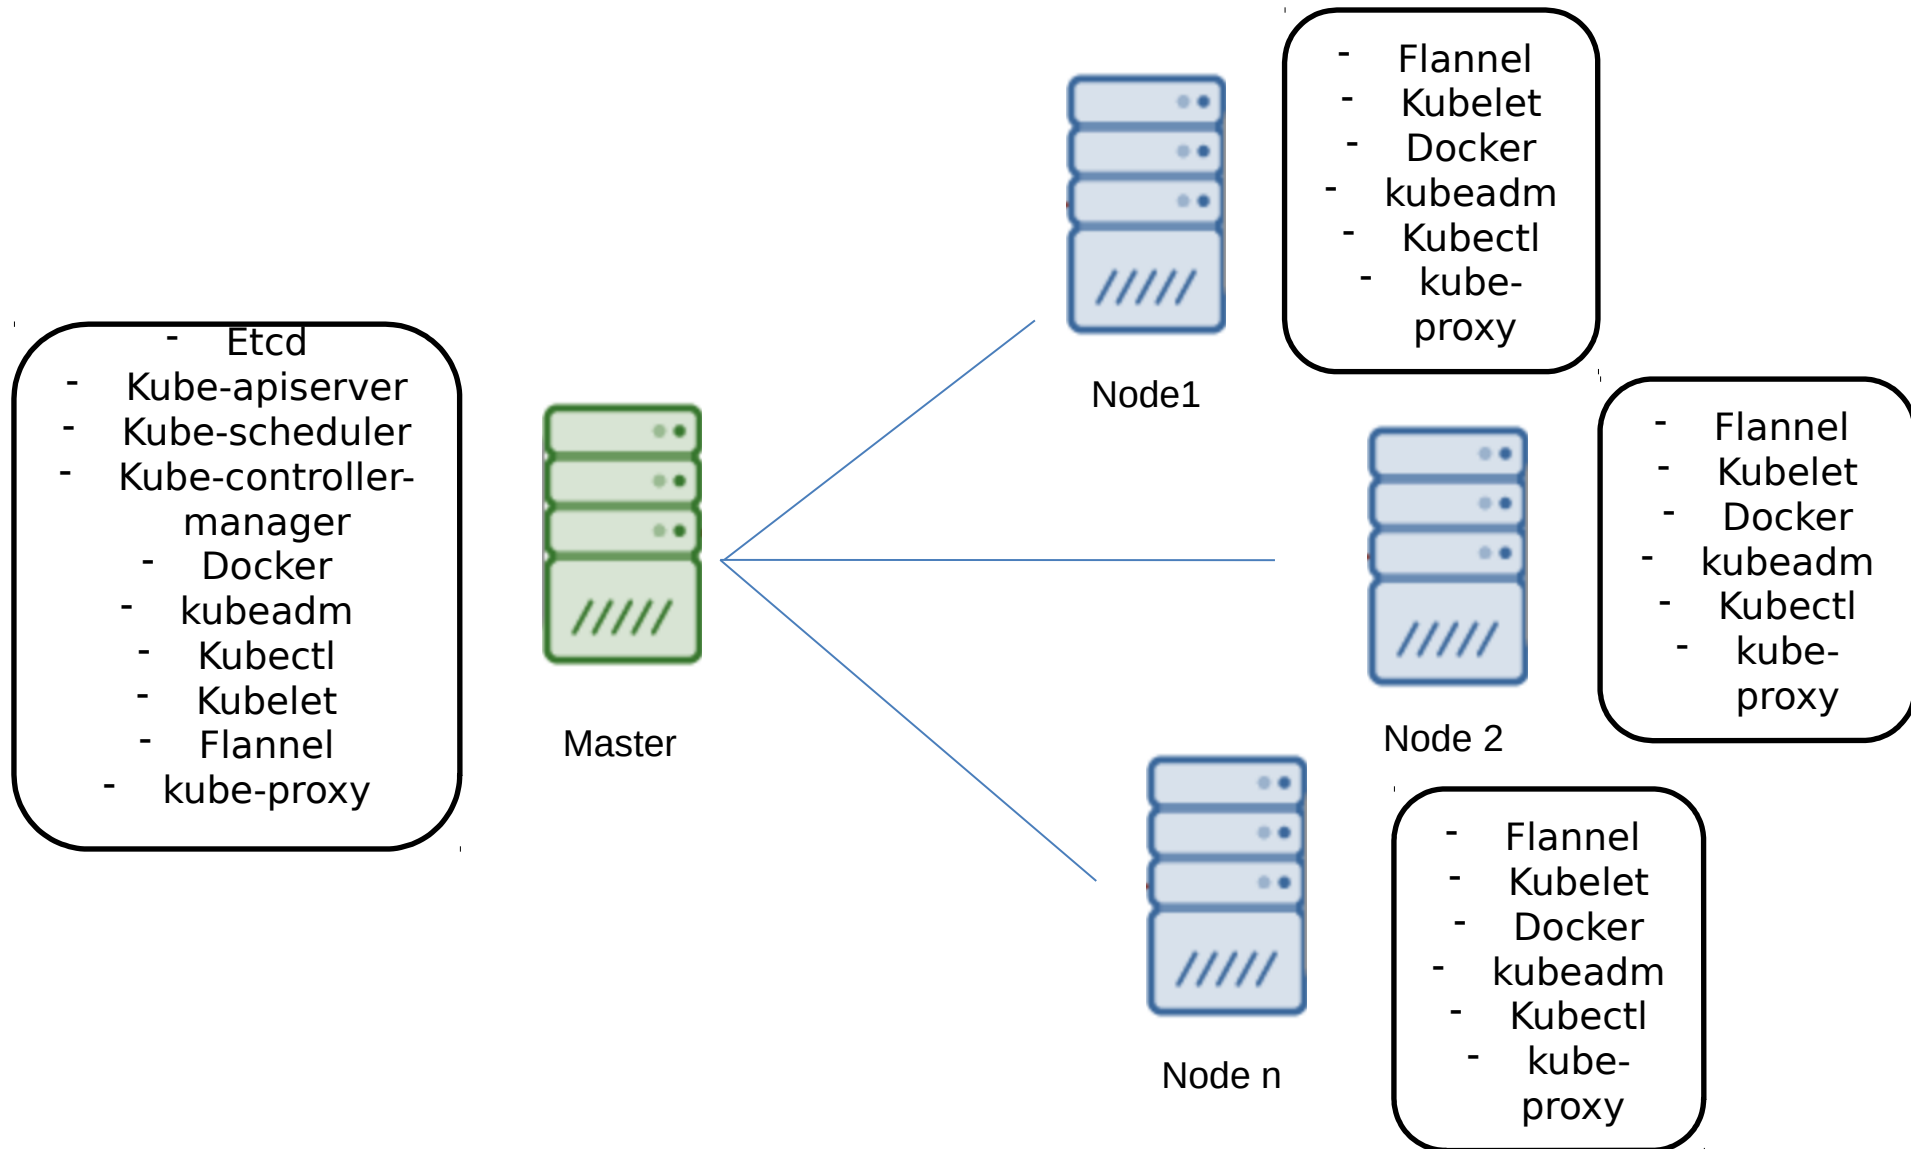 - Etcd
- Kube-apiserver
- Kube-scheduler
- Kube-controller-
manager
- Docker
- kubeadm
- Kubectl
- Kubelet
- Flannel
- kube-proxy
Master
- Flannel
- Kubelet
- Docker
- kubeadm
- Kubectl
- kube-
proxy
Node1
- Flannel
- Kubelet
- Docker
- kubeadm
- Kubectl
- kube-
proxy
Node 2
- Flannel
- Kubelet
- Docker
- kubeadm
- Kubectl
- kube-
proxy
Node n